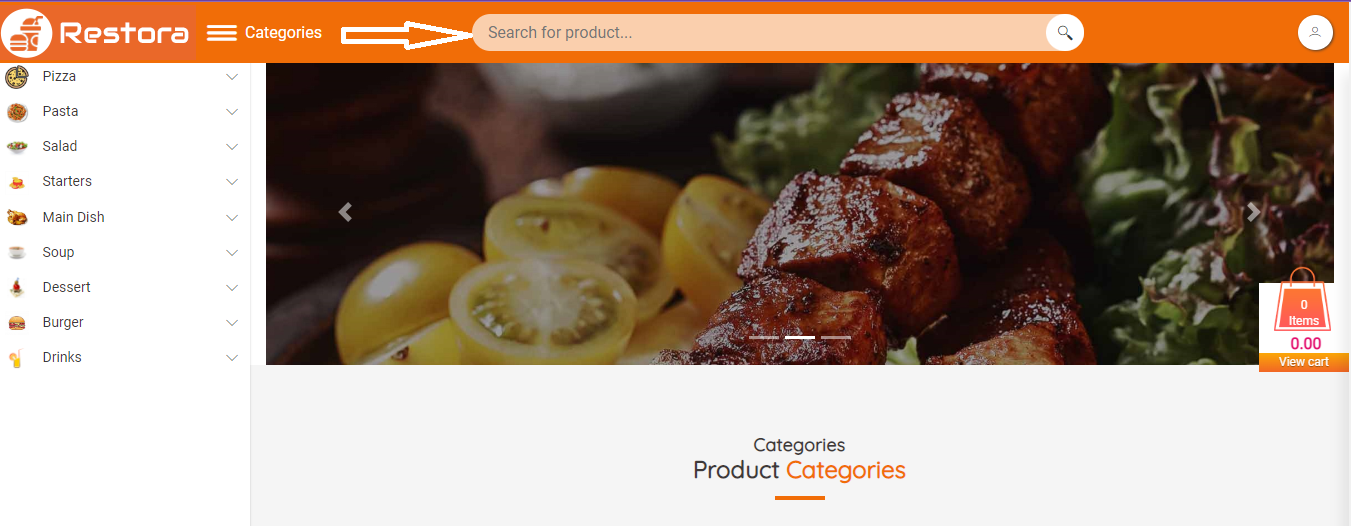 Restora
Categories
Search for product...
Pizza
Pasta
Salad
Starters
Main Dish
Soup
Dessert
Burger
Drinks
0
Items
0.00
View cart
Categories
Product Categories